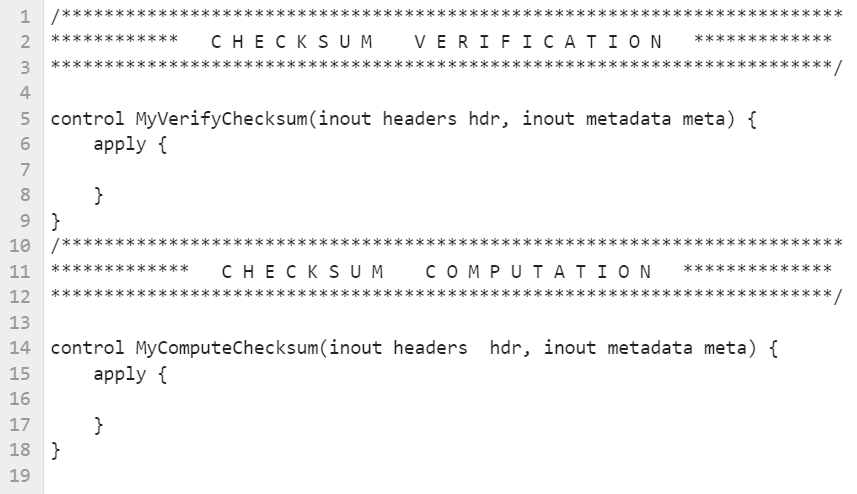 1 /*************************************************************************
2 ************   C H E C K S U M    V E R I F I C A T I O N   *************
3 *************************************************************************/
4
5 control MyVerifyChecksum(inout headers hdr, inout metadata meta) {
6     apply {
7
8     }
9 }
10 /*************************************************************************
11 *************   C H E C K S U M    C O M P U T A T I O N   **************
12 *************************************************************************/
13
14 control MyComputeChecksum(inout headers  hdr, inout metadata meta) {
15     apply {
16
17     }
18 }
19